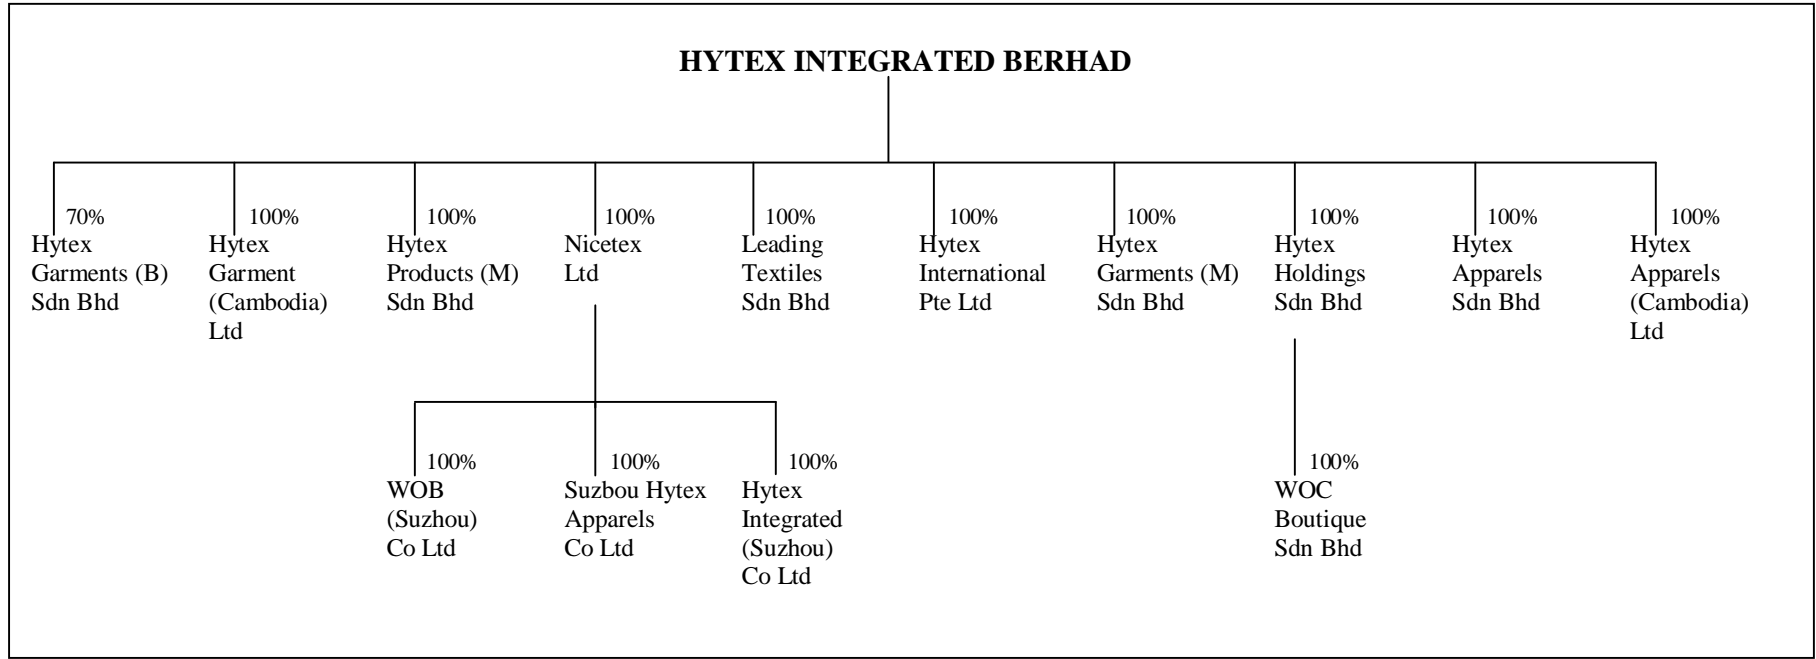 HYTEX INTEGRATED BERHAD
70%
Hytex
Garments (B)
Sdn Bhd
100%
Hytex
Garment
(Cambodia)
Ltd
100%
Hytex
Products (M)
Sdn Bhd
100%
Nicetex
Ltd
100%
Leading
Textiles
Sdn Bhd
100%
Hytex
International
Pte Ltd
100%
Hytex
Garments (M)
Sdn Bhd
100%
Hytex
Holdings
Sdn Bhd
100%
Hytex
Apparels
Sdn Bhd
100%
Hytex
Apparels
(Cambodia)
Ltd
100%
WOB
(Suzhou)
Co Ltd
100%
Suzbou Hytex
Apparels
Co Ltd
100%
Hytex
Integrated
(Suzhou)
Co Ltd
100%
WOC
Boutique
Sdn Bhd